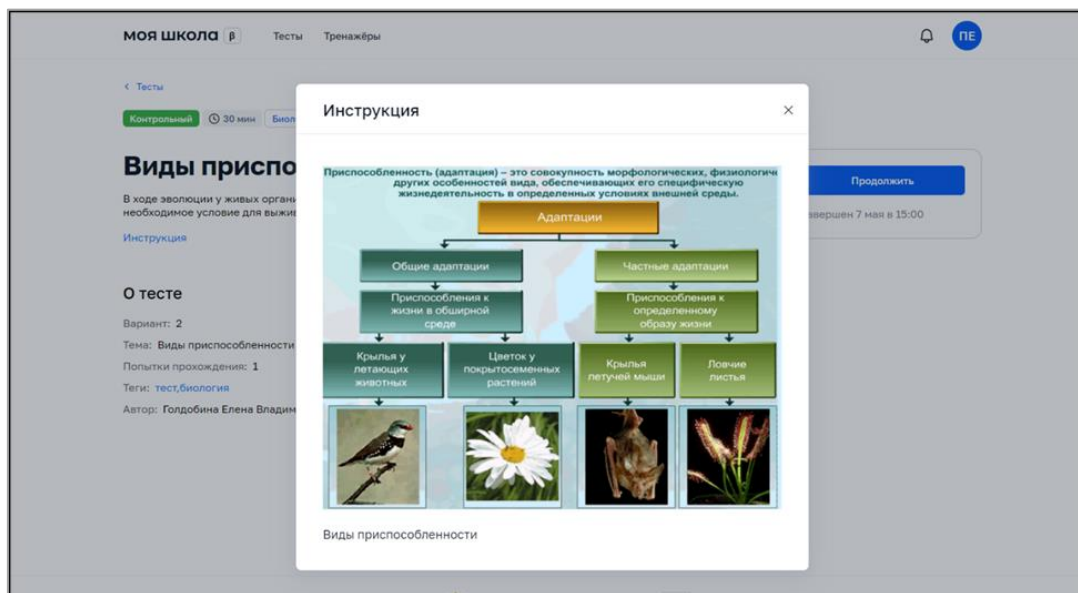 МОЯ ШКОЛА β Тесты Тренажёры ПЕ
Тесты
Контрольный 30 мин Биол
Виды приспо
В ходе эволюции у живых органи
необходимое условие для выжив
Инструкция
О тесте
Вариант: 2
Тема: Виды приспособленности
Попытки прохождения: 1
Теги: тест,биология
Автор: Голдобина Елена Владим
Инструкция
Приспособленность (адаптация) – это совокупность морфологических, физиологиче
других особенностей вида, обеспечивающих его специфическую
жизнедеятельность в определенных условиях внешней среды.
Адаптации
Общие адаптации
Частные адаптации
Приспособления к
жизни в обширной
среде
Приспособления к
определенному
образу жизни
Крылья у
летающих
животных
Цветок у
покрытосеменных
растений
Крылья
летучей мыши
Ловчие
листья
Виды приспособленности
Продолжить
авершен 7 мая в 15:00